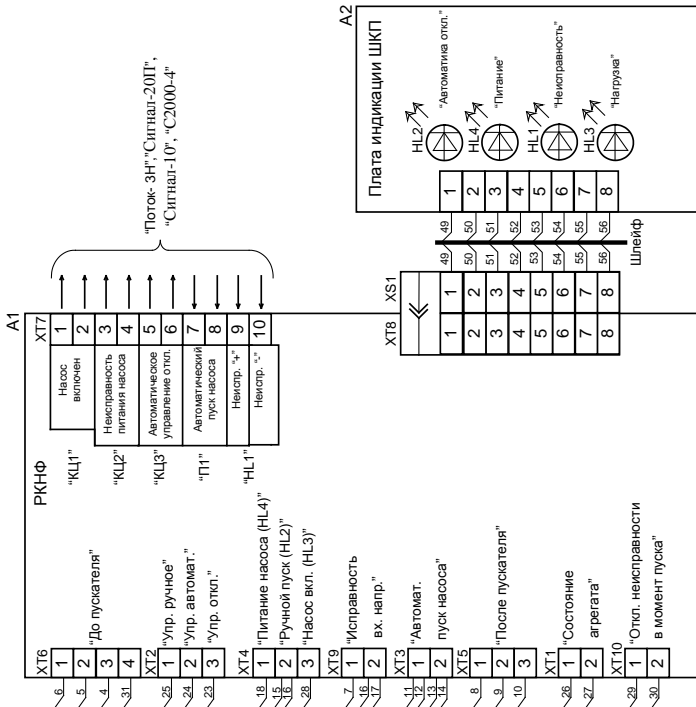 A1
РКНФ
XT6
6 1
5 2
4 3
31 4
“До пускателя”
XT2
25 1 “Упр. ручное”
24 2 “Упр. автомат.”
23 3 “Упр. откл.”
XT4
18 1 “Питание насоса (HL4)”
15 16 2 “Ручной пуск (HL2)”
28 3 “Насос вкл. (HL3)”
XT9
7 1 “Исправность
16 17 2 вх. напр.”
XT3
11 12 1 “Автомат.
13 14 2 пуск насоса”
XT5
8 1
9 2 “После пускателя”
10 3
XT1
26 1 “Состояние
27 2 агрегата”
XT10
29 1 “Откл. неисправности
30 2 в момент пуска”
“КЦ1”
“КЦ2”
“КЦ3”
“П1”
“HL1”
XT7
Насос
включен
1
2
Неисправность
питания насоса
3
4
Автоматическое
управление откл.
5
6
Автоматический
пуск насоса
7
8
Неиспр. “+”
9
Неиспр. “-”
10
“Поток- 3Н”,“Сигнал-20П”,
“Сигнал-10”, “С2000-4”
XT8 XS1
1 1 49 49 1
2 2 50 50 2
3 3 51 51 3
4 4 52 52 4
5 5 53 53 5
6 6 54 54 6
7 7 55 55 7
8 8 56 56 8
Шлейф
A2
Плата индикации ШКП
HL2 “Автоматика откл.”
HL4 “Питание”
HL1 “Неисправность”
HL3 “Нагрузка”